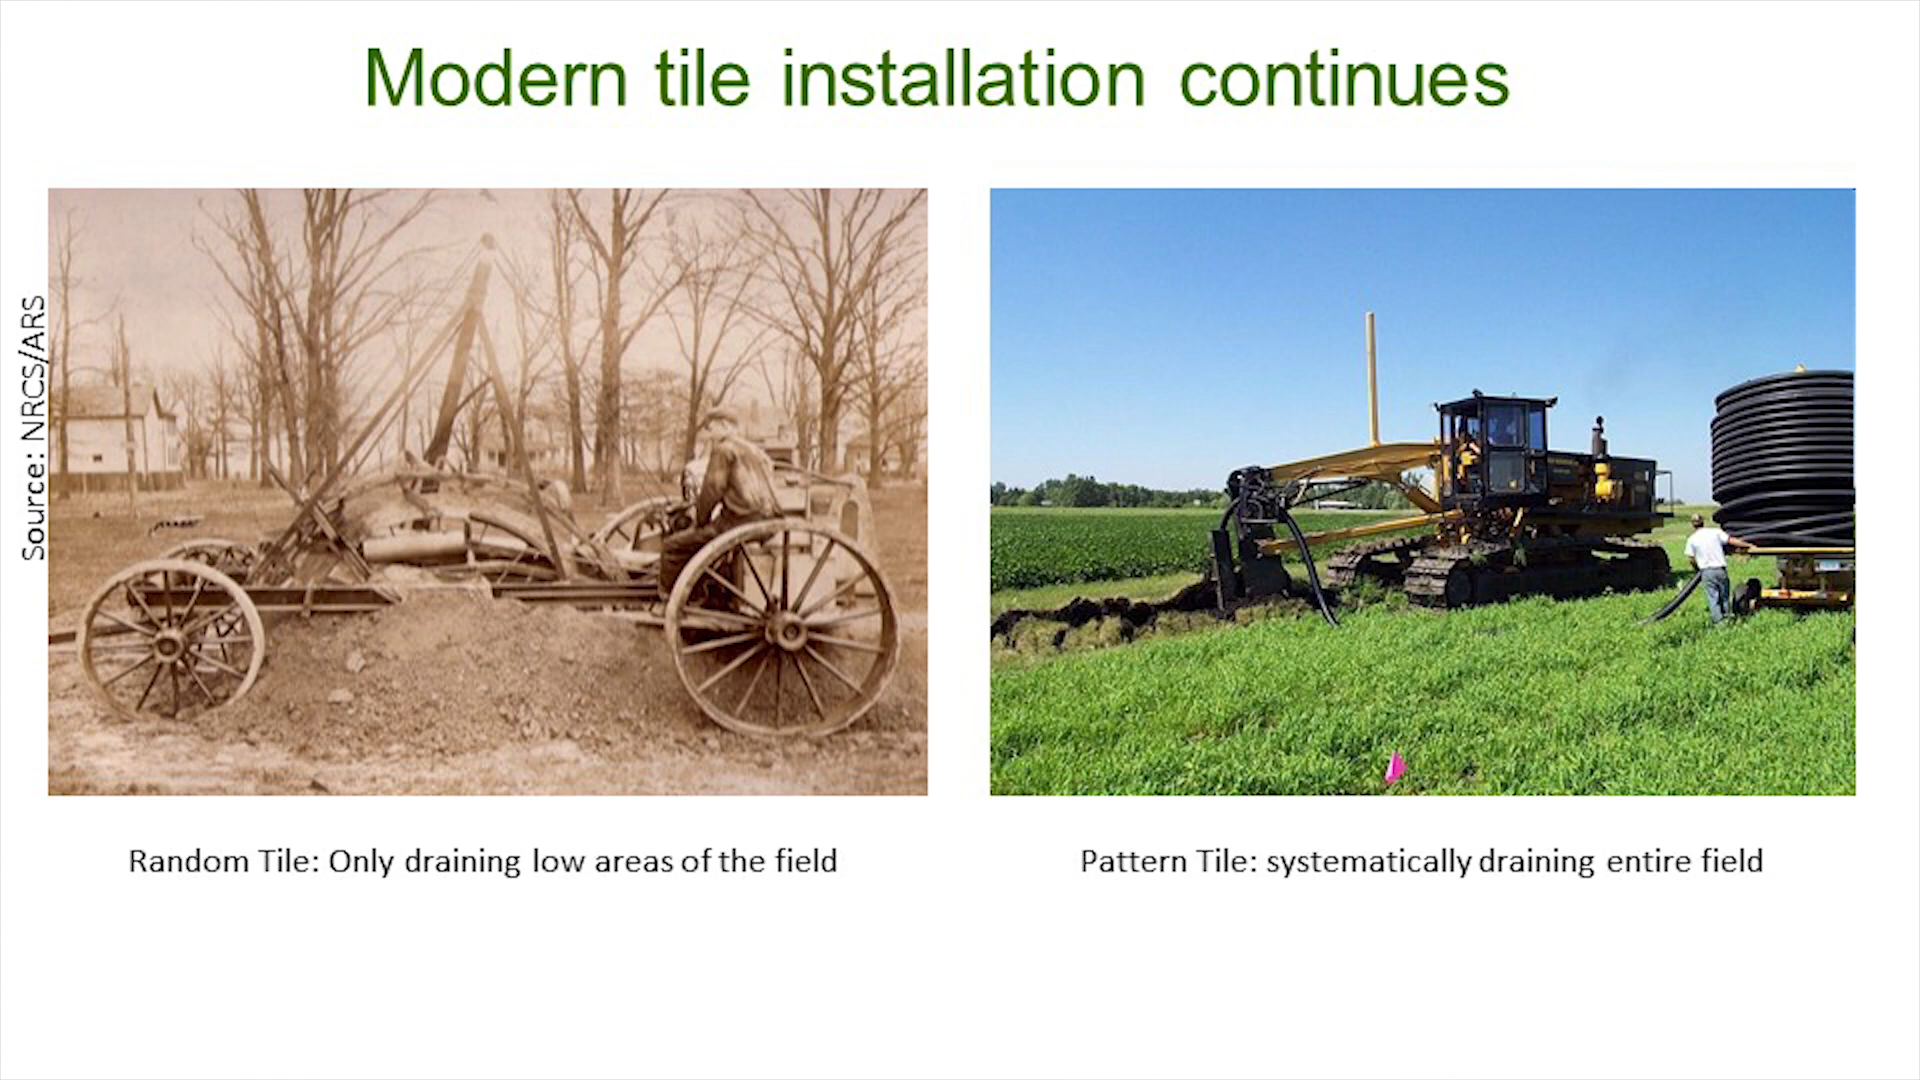 Modern tile installation continues
Source: NRCS/ARS
Random Tile: Only draining low areas of the field
Pattern Tile: systematically draining entire field